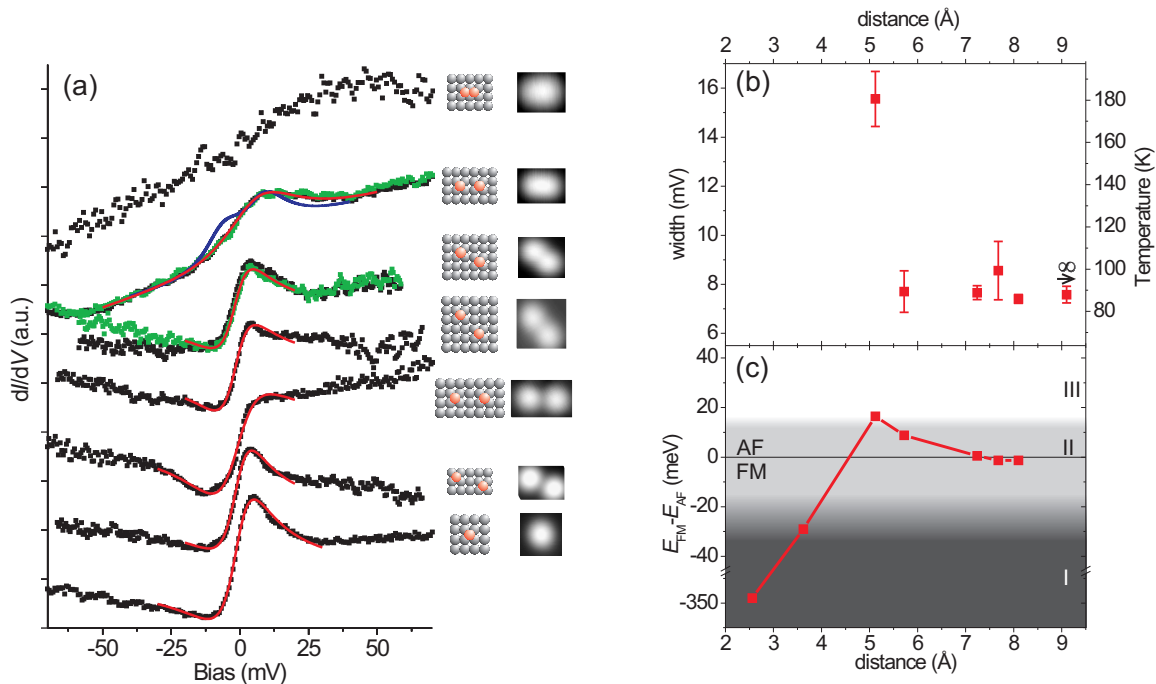 (a)
dI/dV (a.u.)
-50 -25 0 25 50
Bias (mV)
distance (Å)
2 3 4 5 6 7 8 9
(b)
16
14
12
10
8
6
width (mV)
180
160
140
120
100
80
Temperature (K)
∞
(c)
40
20
0
-20
-40
-350
E_FM-E_AF (meV)
III
II
I
AF
FM
2 3 4 5 6 7 8 9
distance (Å)